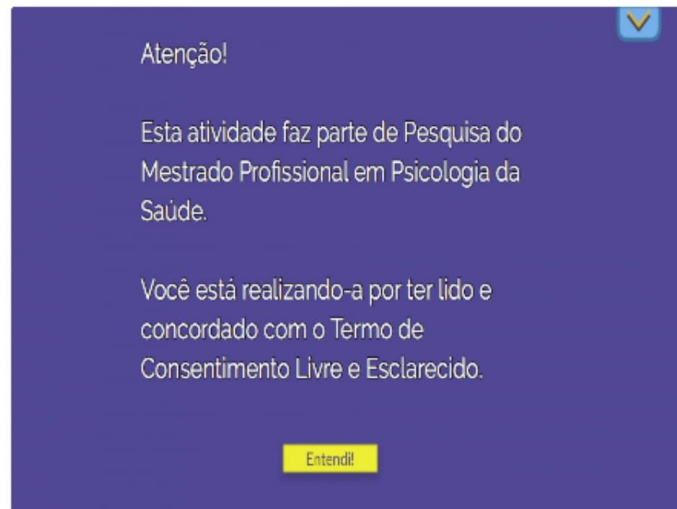 Atenção!
Esta atividade faz parte de Pesquisa do
Mestrado Profissional em Psicologia da
Saúde.
Você está realizando-a por ter lido e
concordado com o Termo de
Consentimento Livre e Esclarecido.
Entendi!